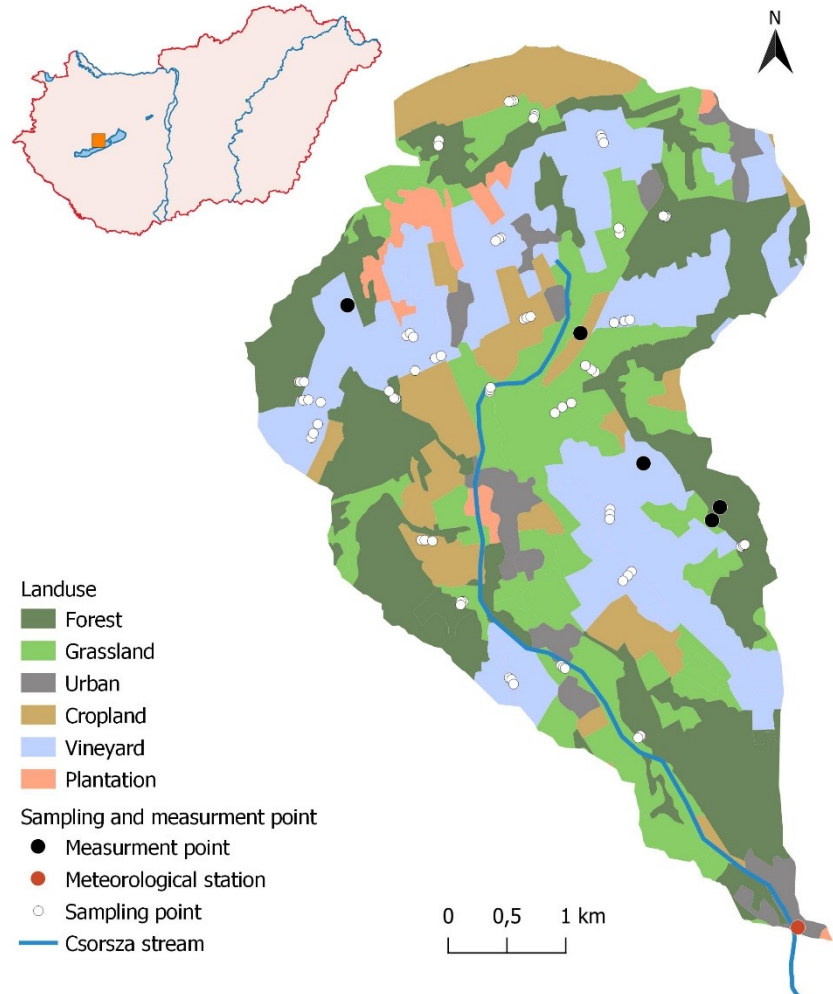 N
Landuse
Forest
Grassland
Urban
Cropland
Vineyard
Plantation
Sampling and measurment point
Measurment point
Meteorological station
Sampling point
Csorsza stream
0 0,5 1 km